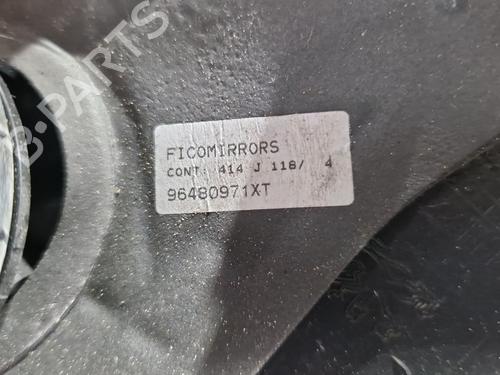 B-PARTS
FICOMIRRORS
CONT. 414 J 118/ 4
96480971XT